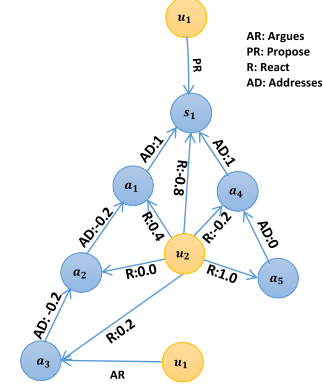 u₁
AR: Argues
PR: Propose
R: React
AD: Addresses
PR
s₁
AD:1
R:-0.8
AD:1
a₁
a₄
R:0.4
R:-0.2
AD:-0.2
AD:0
u₂
a₂
R:0.0
R:1.0
a₅
AD: -0.2
R:0.2
a₃
AR
u₁